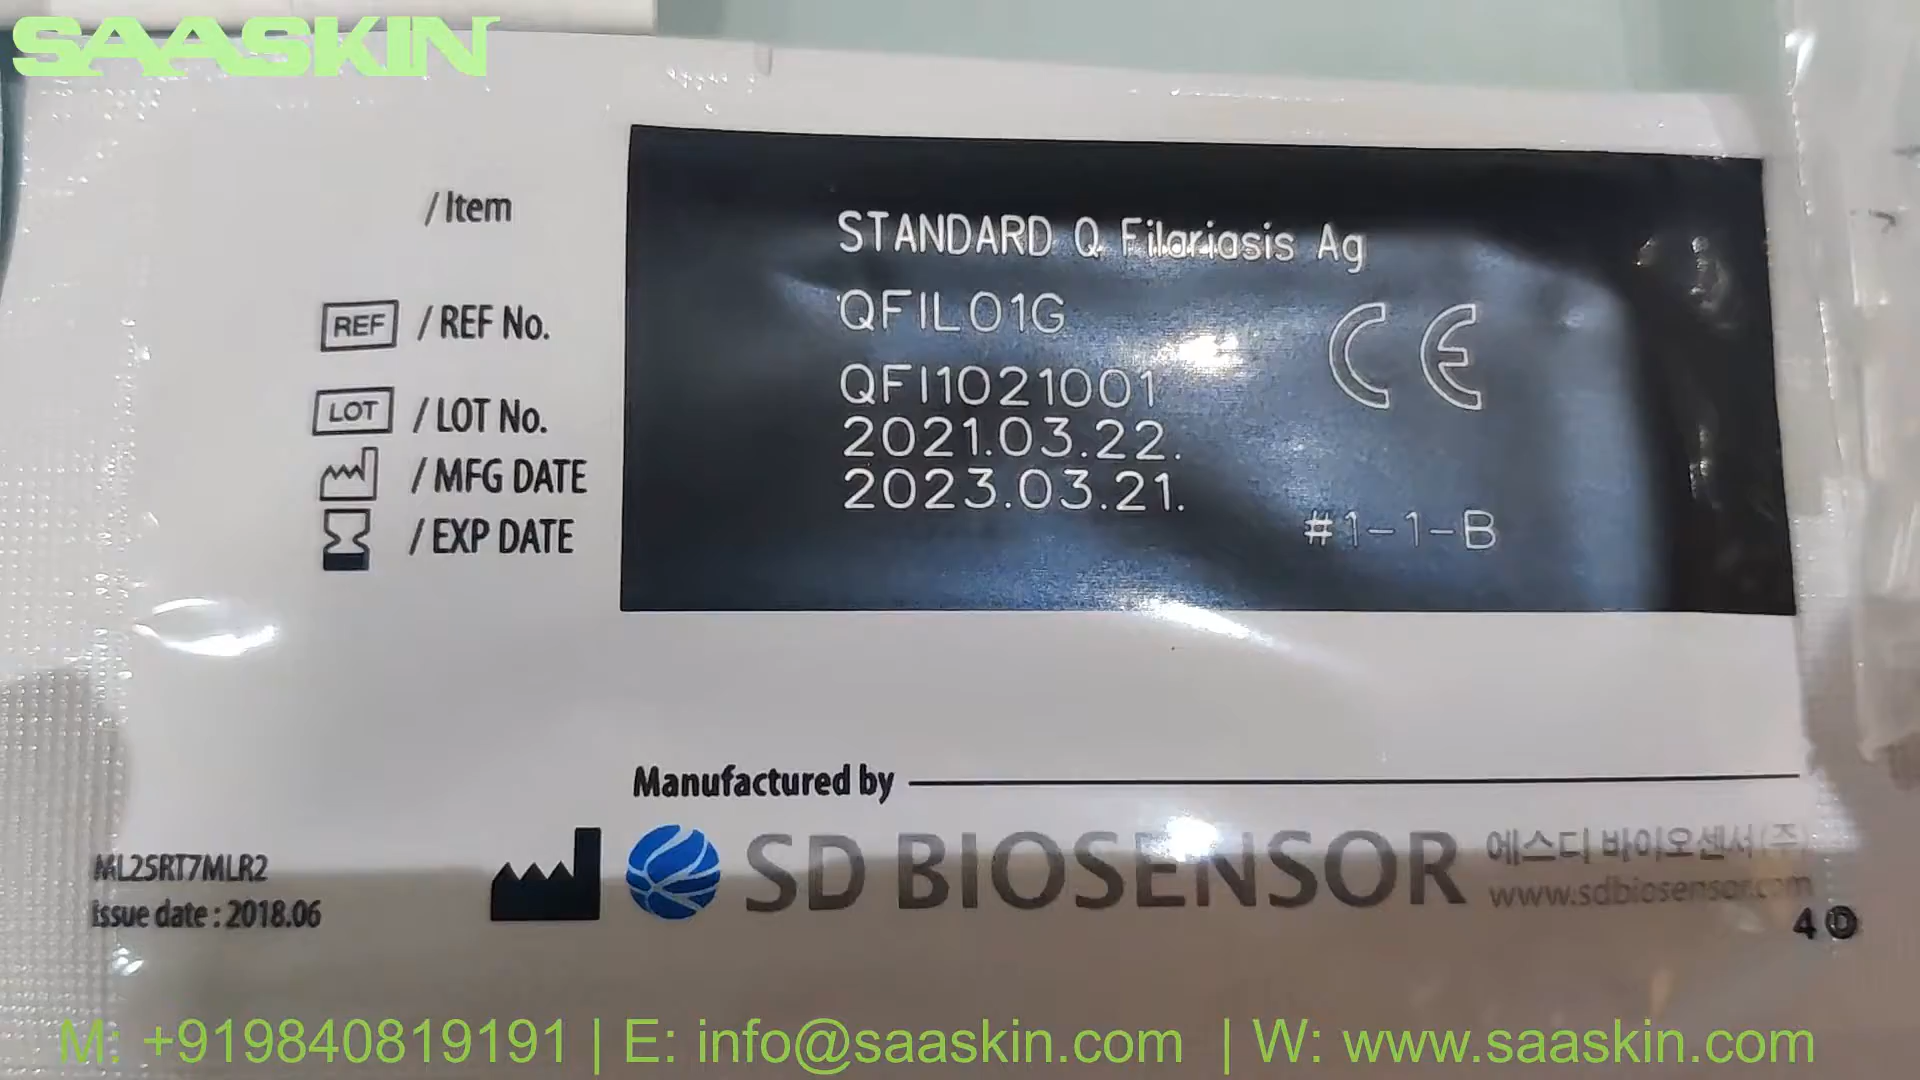 SAASKIN
/ Item
STANDARD Q Filariasis Ag
REF / REF No.
QFIL01G
CE
LOT / LOT No.
QFI1021001
/ MFG DATE
2021.03.22.
/ EXP DATE
2023.03.21.
#1-1-B
Manufactured by
SD BIOSENSOR
에스디 바이오센서(주)
www.sdbiosensor.com
ML25RT7MLR2
Issue date : 2018.06
4 D
M: +919840819191 | E: info@saaskin.com | W: www.saaskin.com